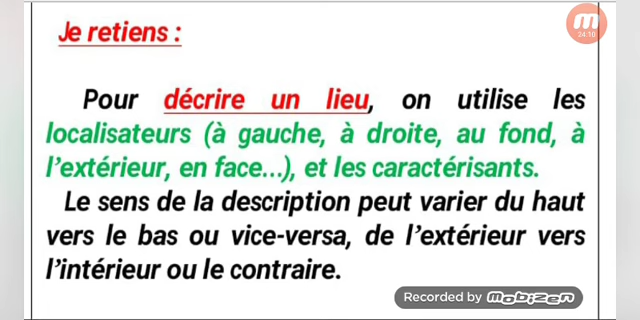 Je retiens :
24:10
Pour décrire un lieu, on utilise les
localisateurs (à gauche, à droite, au fond, à
l’extérieur, en face...), et les caractérisants.
Le sens de la description peut varier du haut
vers le bas ou vice-versa, de l’extérieur vers
l’intérieur ou le contraire.
Recorded by mobizen